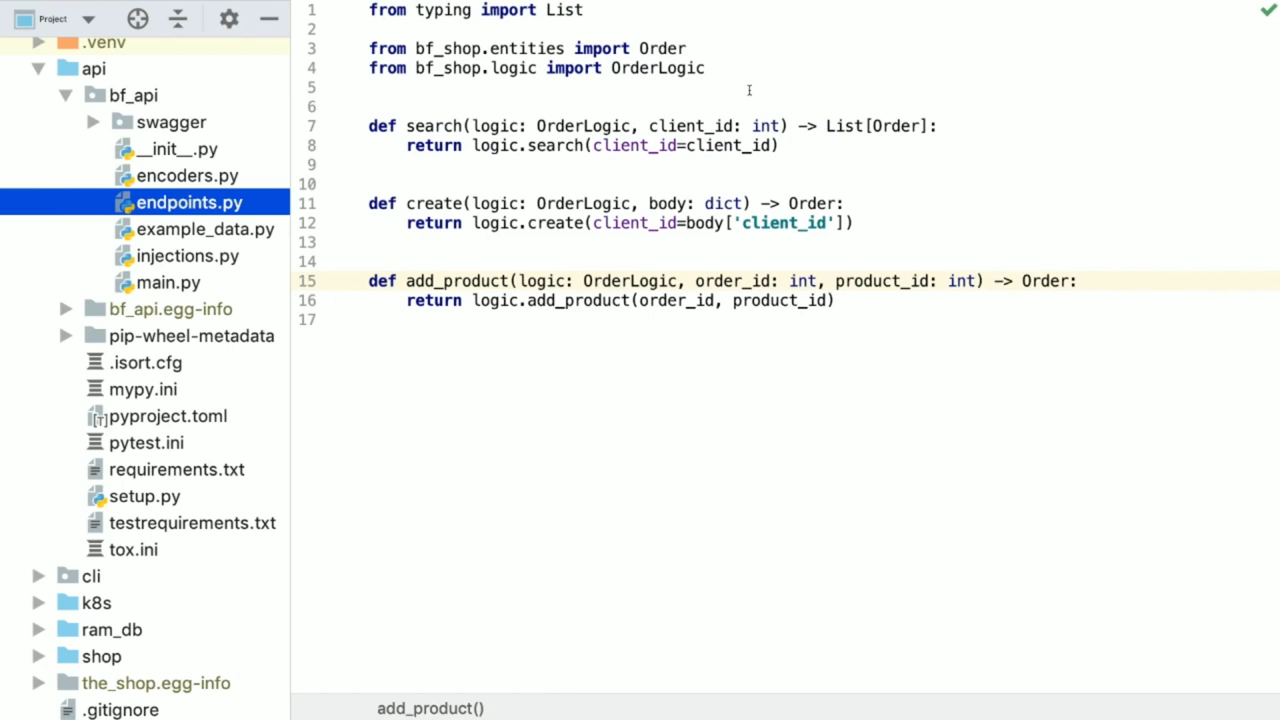 Project
.venv
api
bf_api
swagger
__init__.py
encoders.py
endpoints.py
example_data.py
injections.py
main.py
bf_api.egg-info
pip-wheel-metadata
.isort.cfg
mypy.ini
pyproject.toml
pytest.ini
requirements.txt
setup.py
testrequirements.txt
tox.ini
cli
k8s
ram_db
shop
the_shop.egg-info
.gitignore
1 from typing import List
2
3 from bf_shop.entities import Order
4 from bf_shop.logic import OrderLogic
5
6
7 def search(logic: OrderLogic, client_id: int) -> List[Order]:
8     return logic.search(client_id=client_id)
9
10
11 def create(logic: OrderLogic, body: dict) -> Order:
12     return logic.create(client_id=body['client_id'])
13
14
15 def add_product(logic: OrderLogic, order_id: int, product_id: int) -> Order:
16     return logic.add_product(order_id, product_id)
17
add_product()